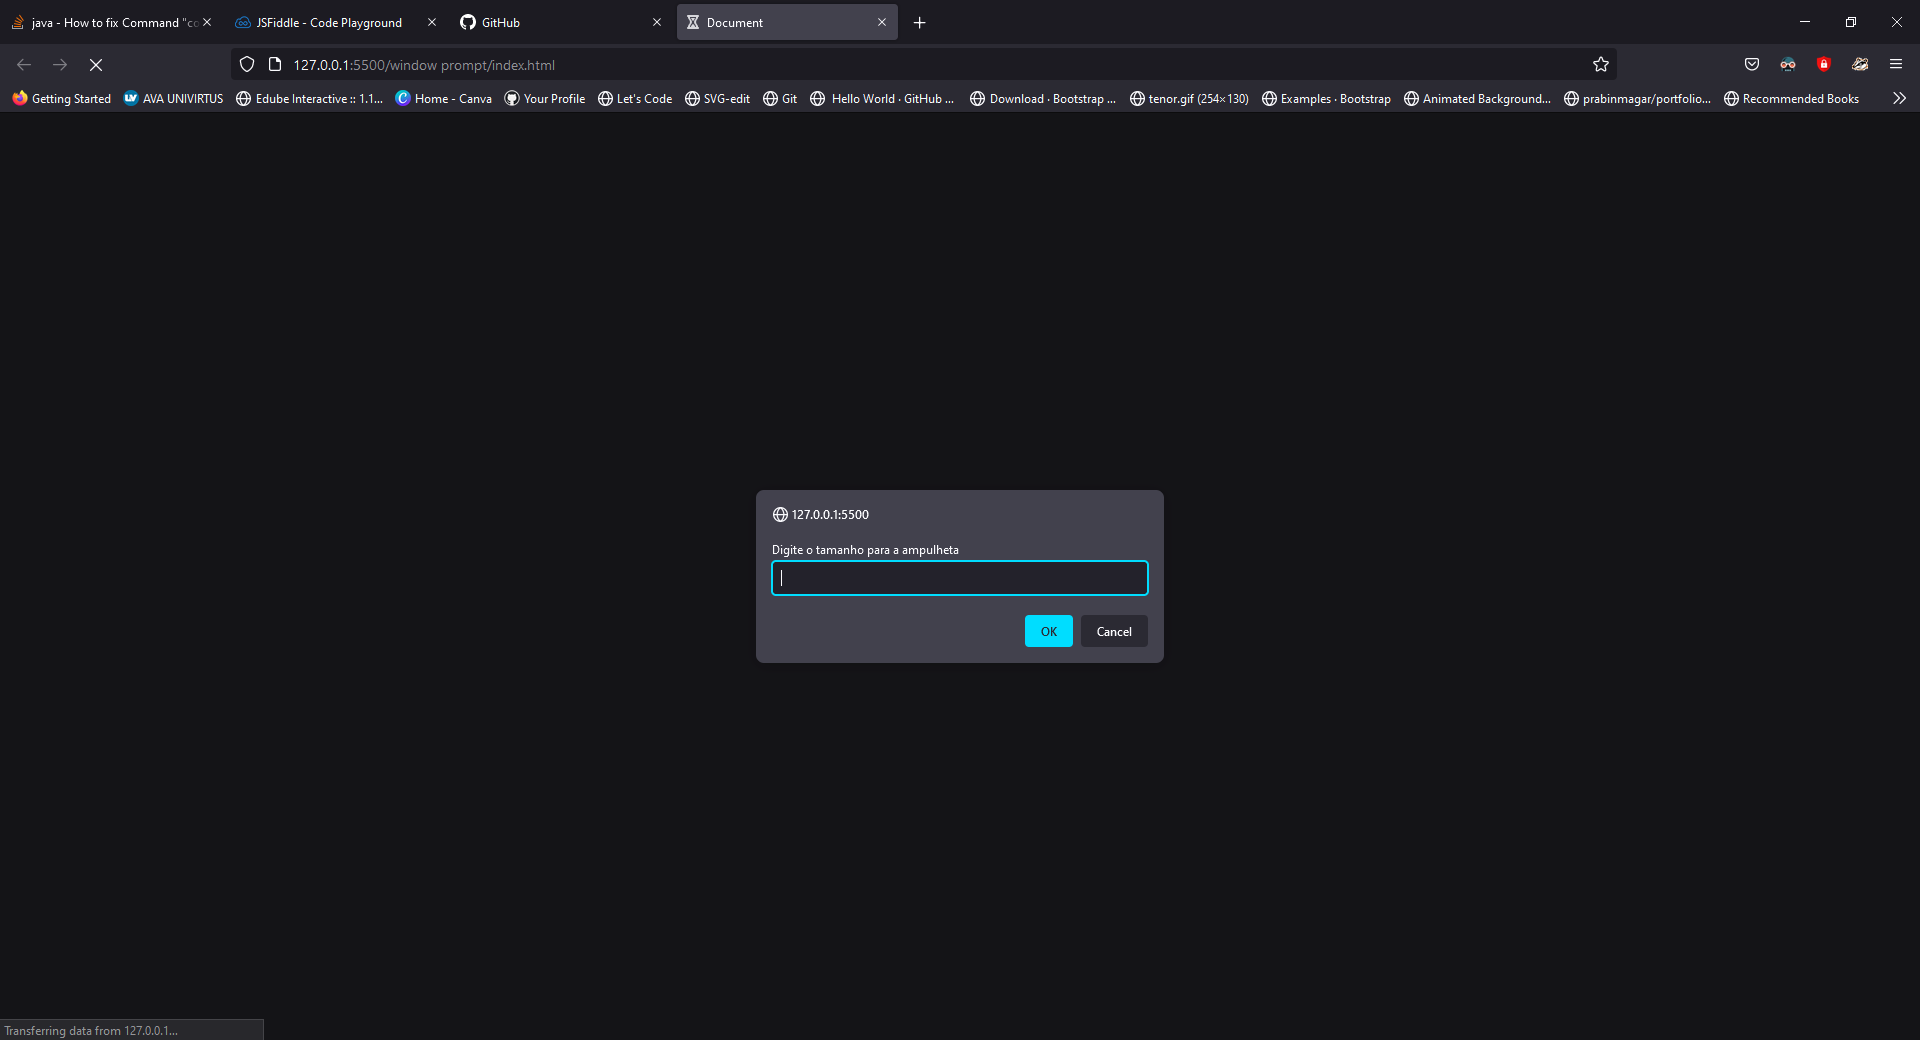 java - How to fix Command "co
JSFiddle - Code Playground
GitHub
Document
127.0.0.1:5500/window prompt/index.html
Getting Started
AVA UNIVIRTUS
Edube Interactive :: 1.1...
Home - Canva
Your Profile
Let's Code
SVG-edit
Git
Hello World · GitHub ...
Download · Bootstrap ...
tenor.gif (254×130)
Examples · Bootstrap
Animated Background...
prabinmagar/portfolio...
Recommended Books
127.0.0.1:5500
Digite o tamanho para a ampulheta
OK
Cancel
Transferring data from 127.0.0.1...